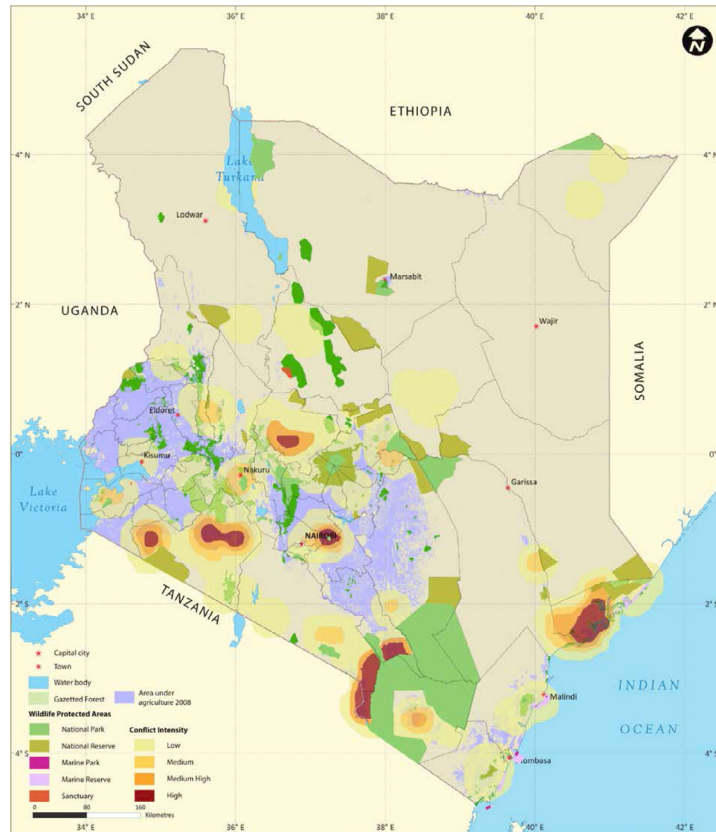 34° E
36° E
38° E
40° E
42° E
N
SOUTH SUDAN
ETHIOPIA
4° N
4° N
Lake
Turkana
Lodwar
Marsabit
2° N
2° N
UGANDA
Wajir
SOMALIA
Eldoret
Kisumu
0°
0°
Nakuru
Garissa
Lake
Victoria
NAIROBI
TANZANIA
2° S
2° S
Capital city
Town
Water body
Gazetted Forest
Area under
agriculture 2008
Wildlife Protected Areas
National Park
National Reserve
Marine Park
Marine Reserve
Sanctuary
Conflict Intensity
Low
Medium
Medium High
High
INDIAN
OCEAN
Malindi
4° S
4° S
Mombasa
0
80
160
Kilometres
34° E
36° E
38° E
40° E
42° E